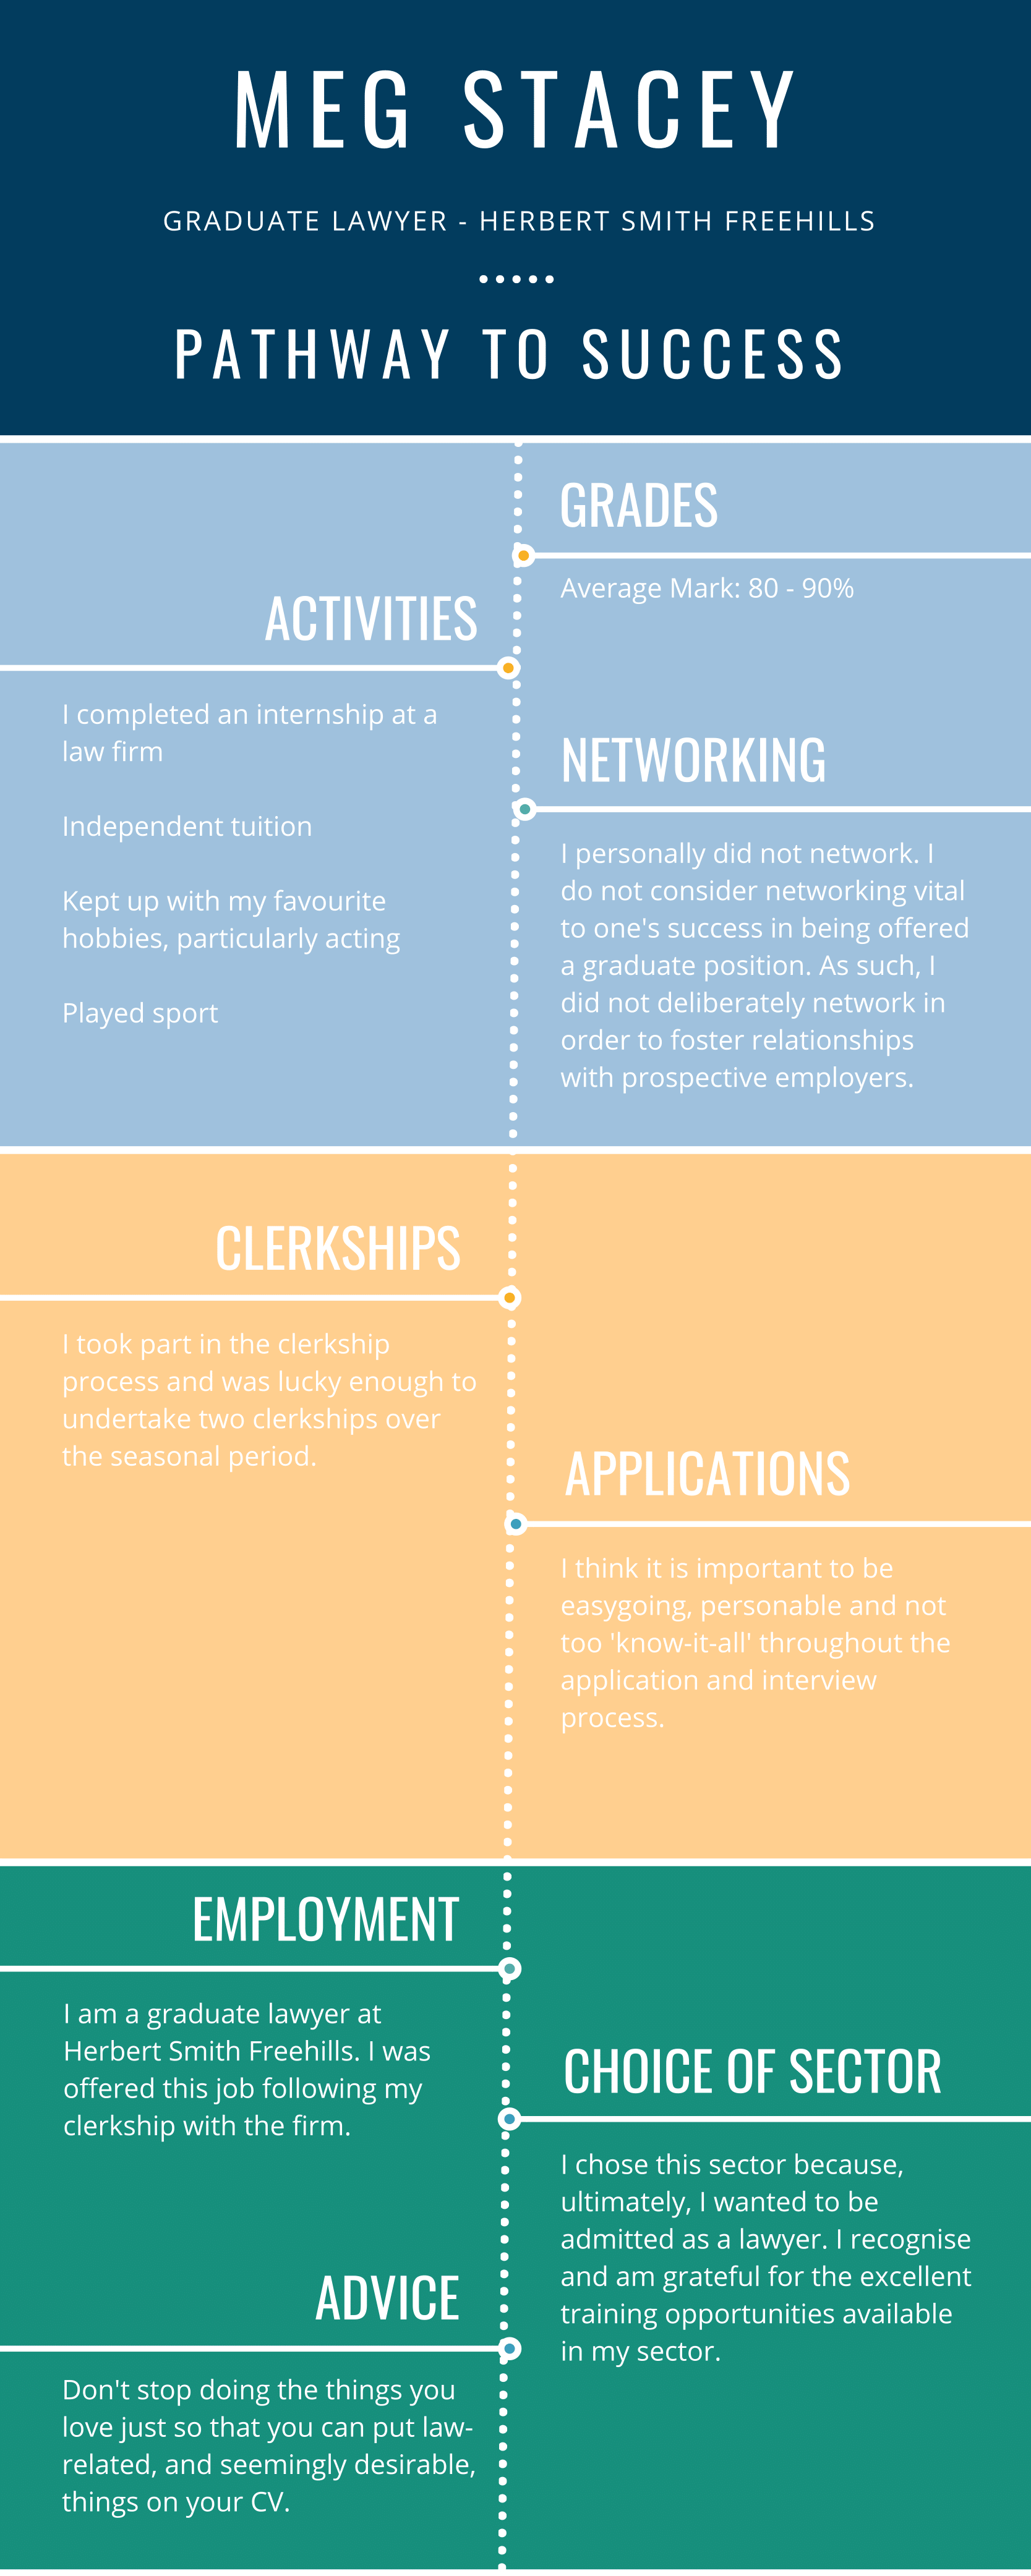 MEG STACEY
GRADUATE LAWYER - HERBERT SMITH FREEHILLS
PATHWAY TO SUCCESS
GRADES
Average Mark: 80 - 90%
ACTIVITIES
I completed an internship at a
law firm
Independent tuition
Kept up with my favourite
hobbies, particularly acting
Played sport
NETWORKING
I personally did not network. I
do not consider networking vital
to one's success in being offered
a graduate position. As such, I
did not deliberately network in
order to foster relationships
with prospective employers.
CLERKSHIPS
I took part in the clerkship
process and was lucky enough to
undertake two clerkships over
the seasonal period.
APPLICATIONS
I think it is important to be
easygoing, personable and not
too 'know-it-all' throughout the
application and interview
process.
EMPLOYMENT
I am a graduate lawyer at
Herbert Smith Freehills. I was
offered this job following my
clerkship with the firm.
CHOICE OF SECTOR
I chose this sector because,
ultimately, I wanted to be
admitted as a lawyer. I recognise
and am grateful for the excellent
training opportunities available
in my sector.
ADVICE
Don't stop doing the things you
love just so that you can put law-
related, and seemingly desirable,
things on your CV.